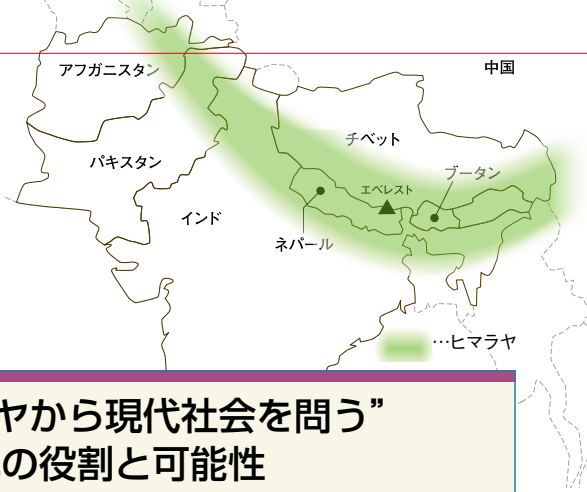 アフガニスタン
中国
チベット
パキスタン
ブータン
エベレスト
インド
ネパール
…ヒマラヤ
ヤから現代社会を問う”
の役割と可能性